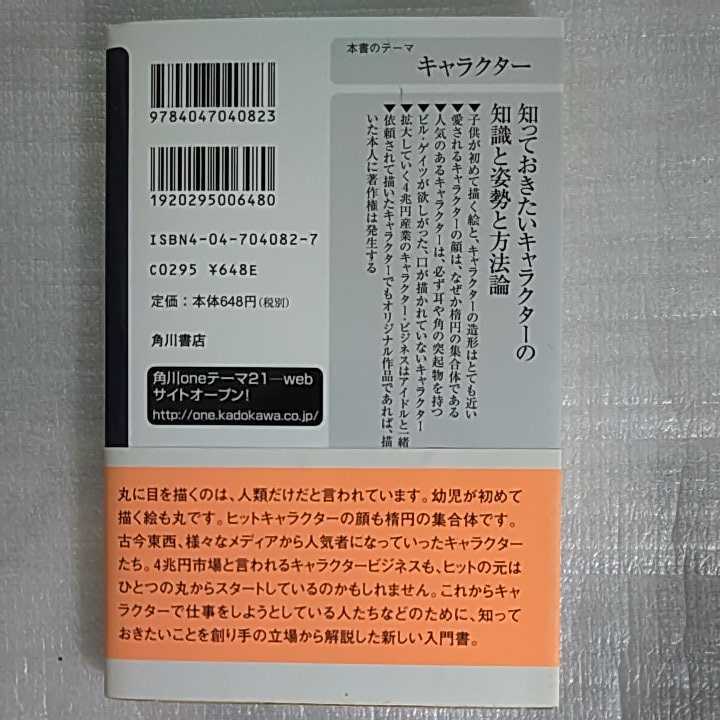 本書のテーマ
キャラクター
知っておきたいキャラクターの
知識と姿勢と方法論
▼子供が初めて描く絵と、キャラクターの造形はとても近い
▼愛されるキャラクターの顔は、なぜか楕円の集合体である
▼人気のあるキャラクターは、必ず耳や角の突起物を持つ
▼ビル・ゲイツが欲しがった、口が描かれていないキャラクター
▼拡大していく4兆円産業のキャラクター・ビジネスはアイドルと一緒
▼依頼されて描いたキャラクターでもオリジナル作品であれば、描
いた本人に著作権は発生する
9784047040823
1920295006480
ISBN4-04-704082-7
C0295 ¥648E
定価:本体648円(税別)
角川書店
角川oneテーマ21―web
サイトオープン!
http://one.kadokawa.co.jp/
丸に目を描くのは、人類だけだと言われています。幼児が初めて
描く絵も丸です。ヒットキャラクターの顔も楕円の集合体です。
古今東西、様々なメディアから人気者になっていったキャラクター
たち。4兆円市場と言われるキャラクタービジネスも、ヒットの元は
ひとつの丸からスタートしているのかもしれません。これからキャ
ラクターで仕事をしようとしている人たちなどのために、知って
おきたいことを創り手の立場から解説した新しい入門書。